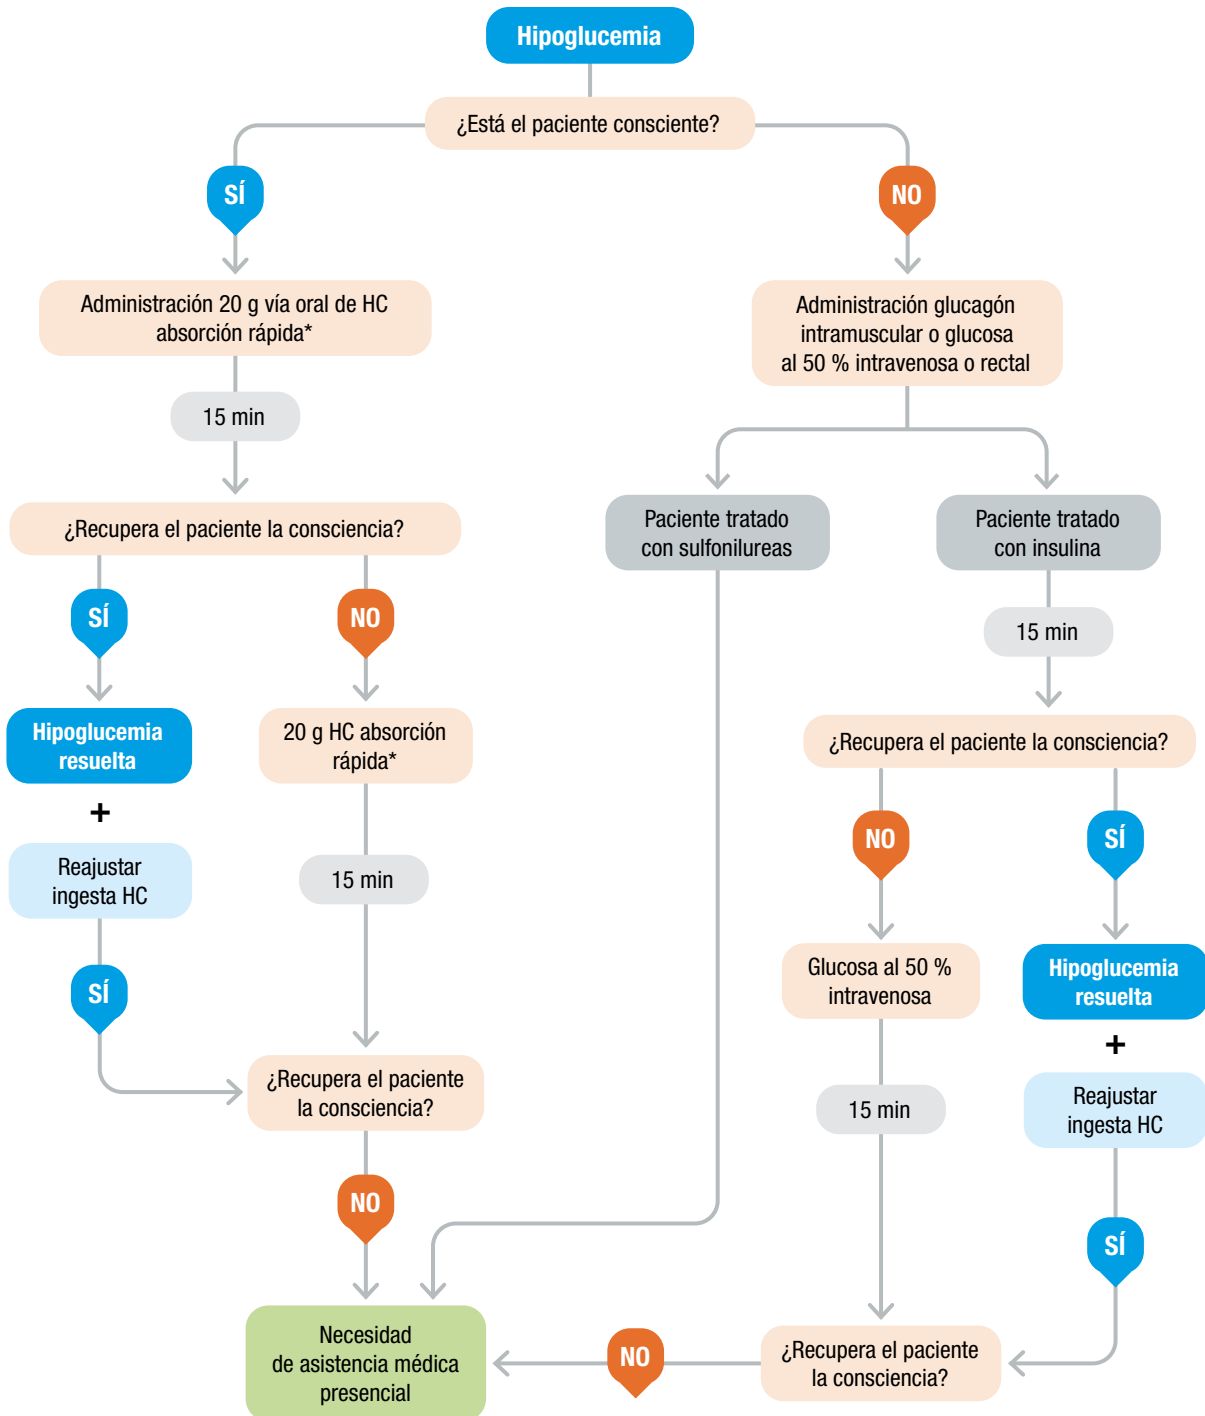 Hipoglucemia
¿Está el paciente consciente?
SÍ
NO
Administración 20 g vía oral de HC
absorción rápida*
Administración glucagón
intramuscular o glucosa
al 50 % intravenosa o rectal
15 min
¿Recupera el paciente la consciencia?
Paciente tratado
con sulfonilureas
Paciente tratado
con insulina
SÍ
NO
15 min
Hipoglucemia
resuelta
+
Reajustar
ingesta HC
20 g HC absorción
rápida*
¿Recupera el paciente la consciencia?
NO
SÍ
15 min
SÍ
Glucosa al 50 %
intravenosa
Hipoglucemia
resuelta
+
Reajustar
ingesta HC
¿Recupera el paciente
la consciencia?
15 min
NO
SÍ
Necesidad
de asistencia médica
presencial
NO
¿Recupera el paciente
la consciencia?